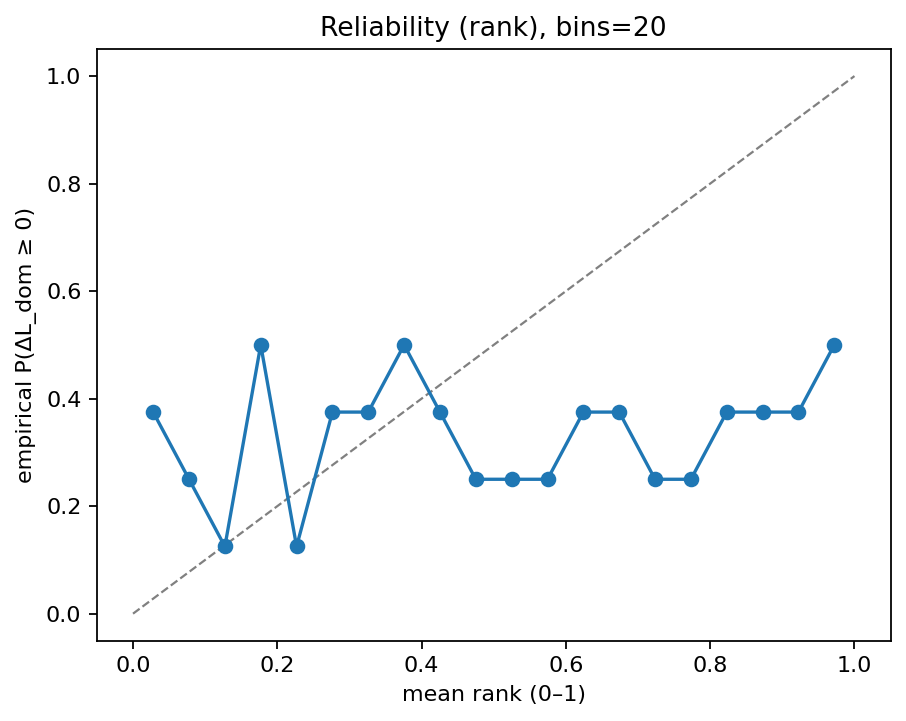 Reliability (rank), bins=20
empirical P(ΔL_dom ≥ 0)
1.0
0.8
0.6
0.4
0.2
0.0
0.0 0.2 0.4 0.6 0.8 1.0
mean rank (0–1)